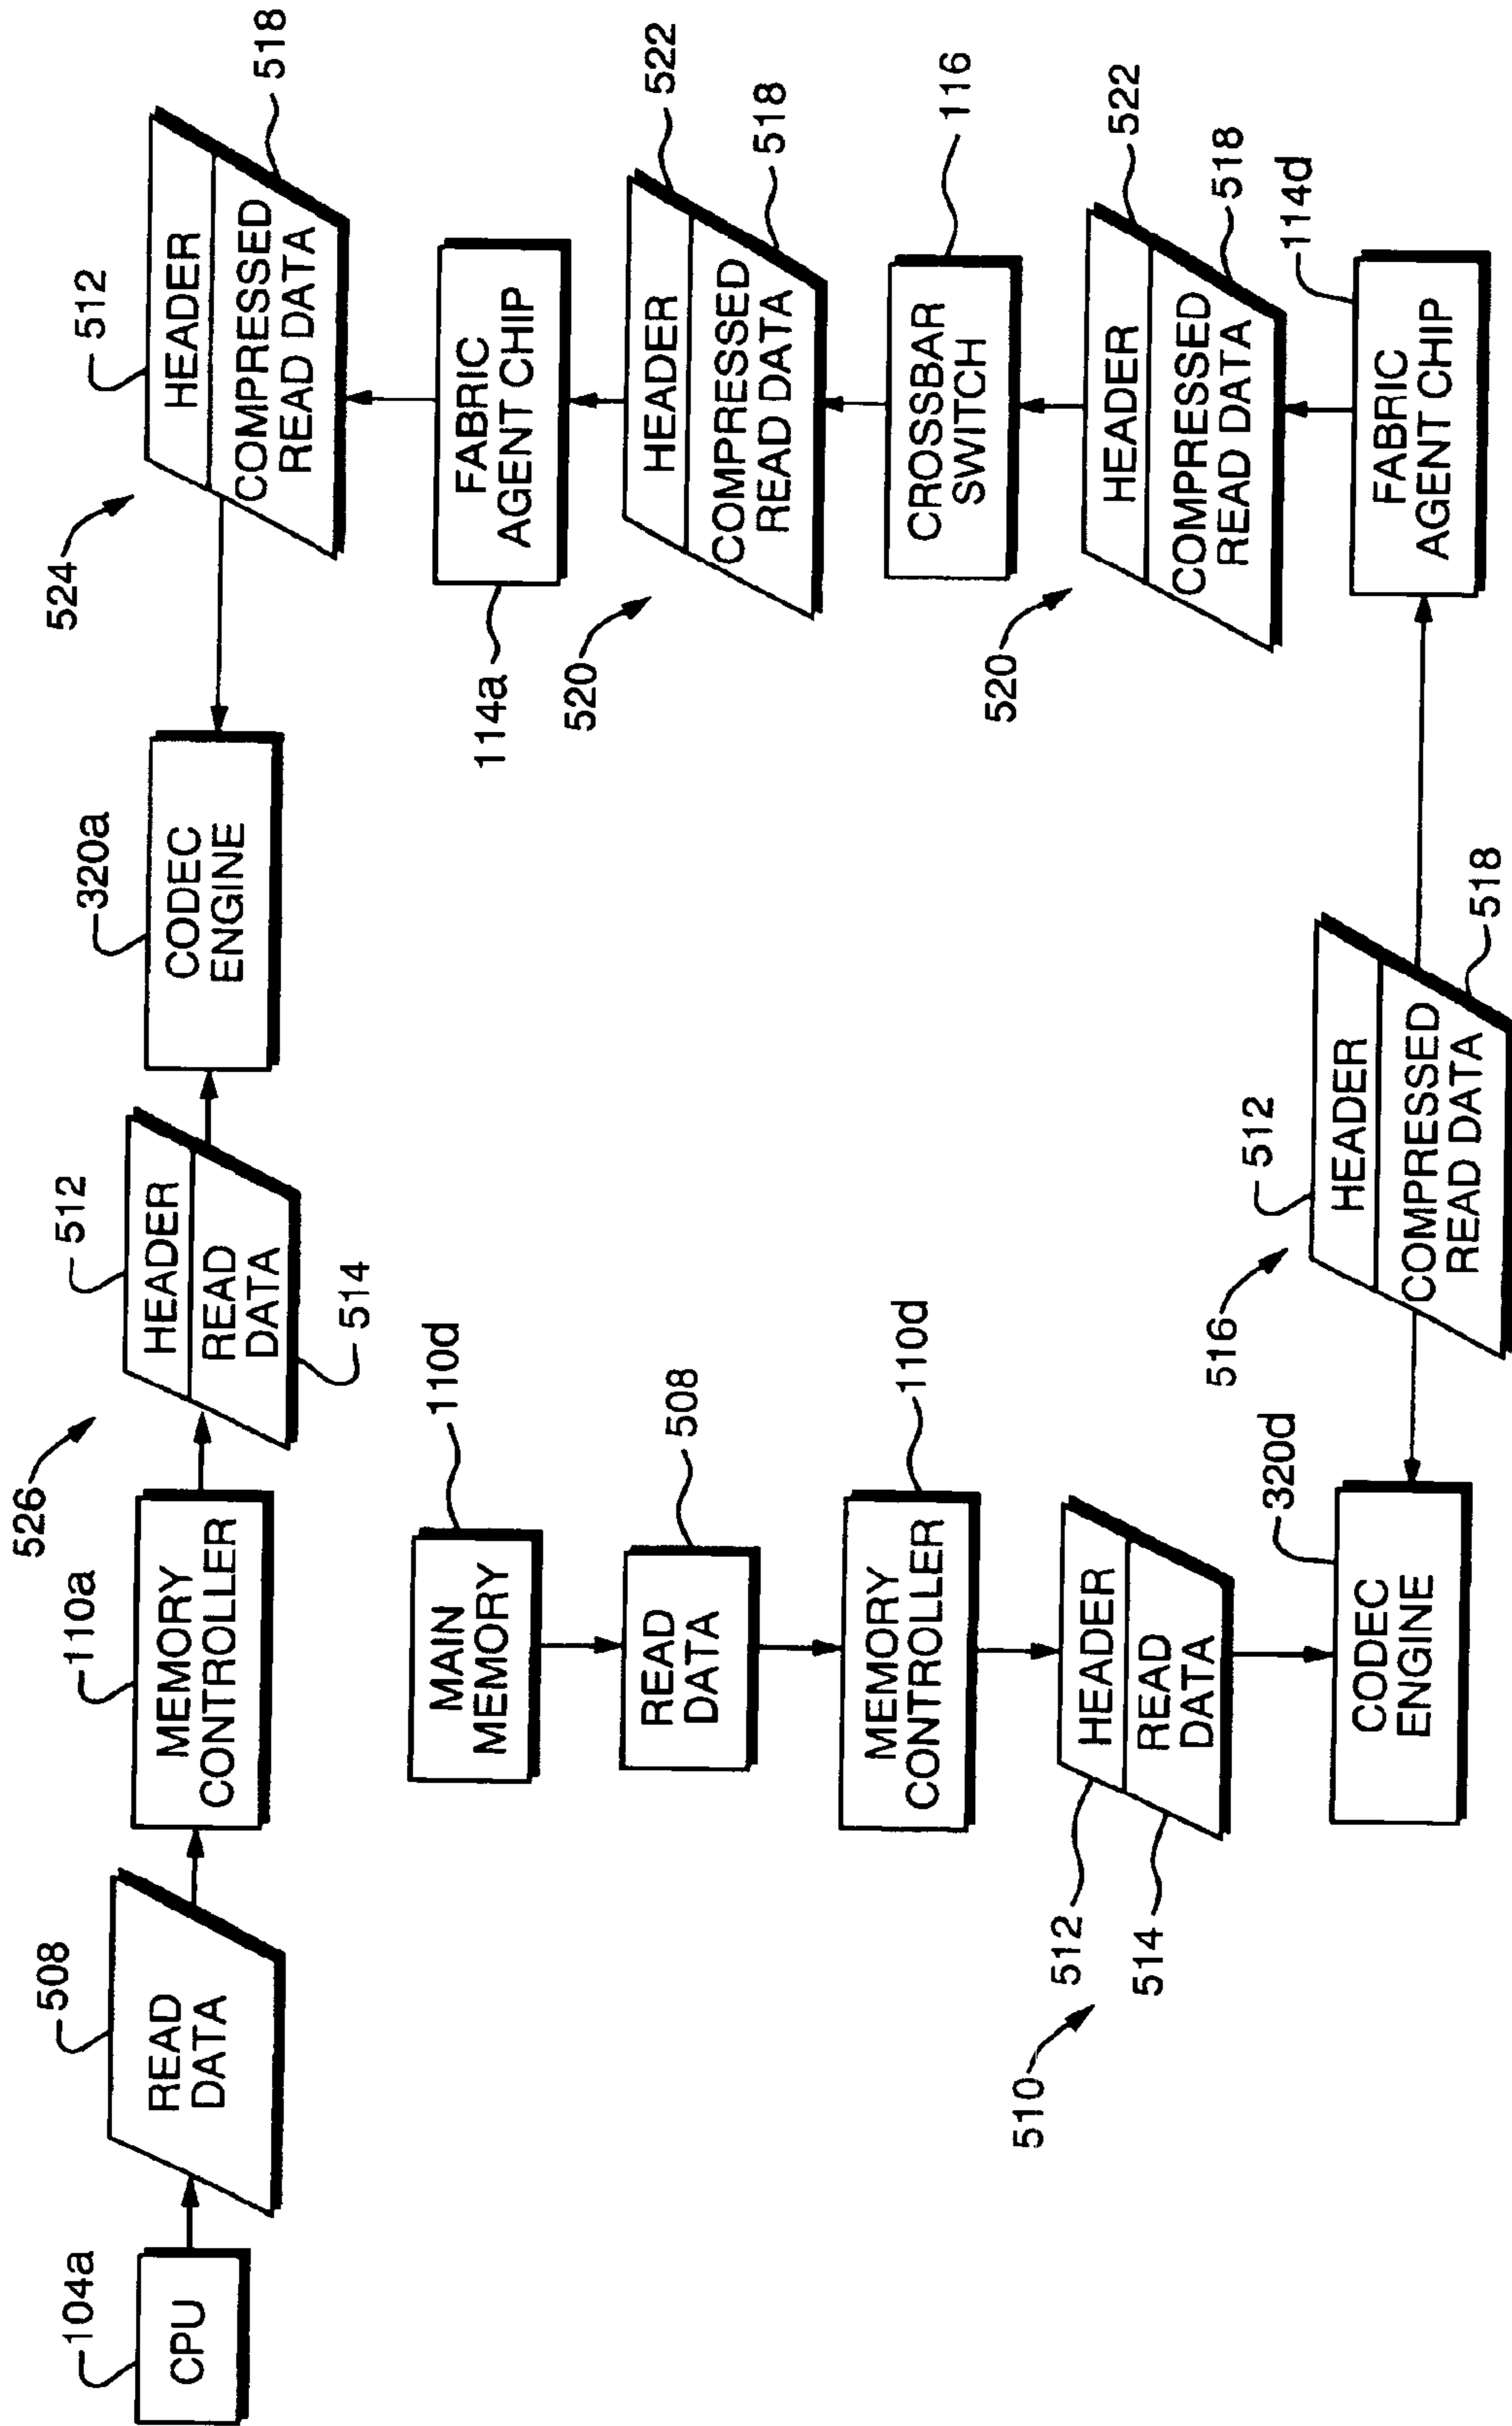 104a
CPU
508
READ
DATA
110a
MEMORY
CONTROLLER
526
512
HEADER
READ
DATA
514
320a
CODEC
ENGINE
524
512
HEADER
COMPRESSED
READ DATA
518
114a
FABRIC
AGENT CHIP
520
HEADER
COMPRESSED
READ DATA
522
518
CROSSBAR
SWITCH
116
520
HEADER
COMPRESSED
READ DATA
522
518
FABRIC
AGENT CHIP
114d
MAIN
MEMORY
110d
READ
DATA
508
MEMORY
CONTROLLER
110d
510
512
514
HEADER
READ
DATA
CODEC
ENGINE
320d
516
512
HEADER
COMPRESSED
READ DATA
518